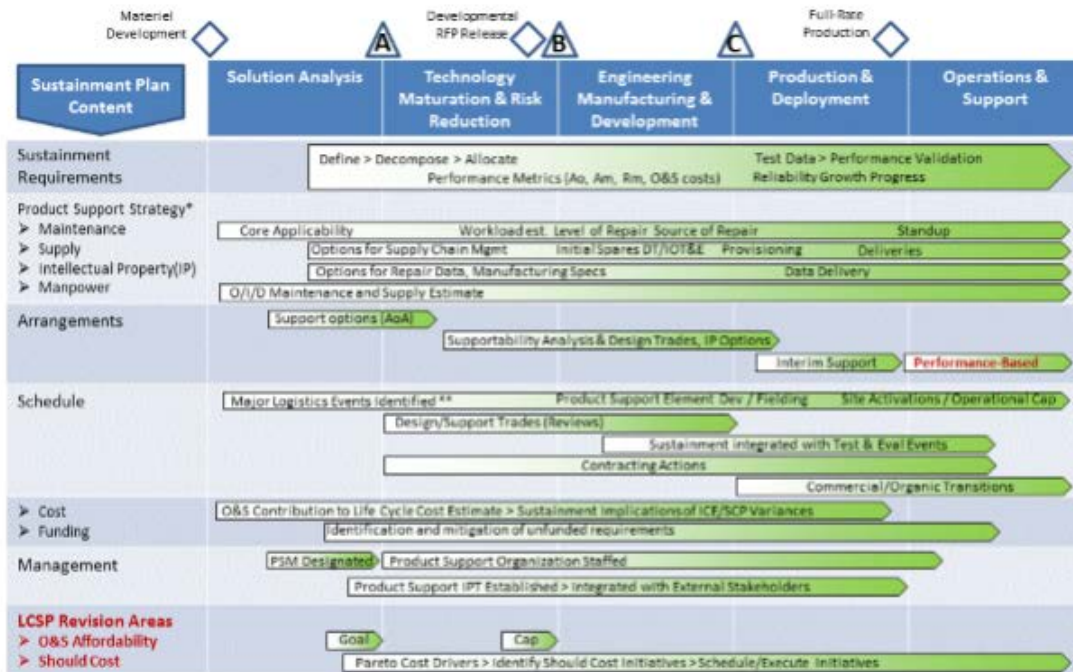 Materiel
Development
Developmental
RFP Release
Full-Rate
Production
A
B
C
Sustainment Plan
Content
Solution Analysis
Technology
Maturation & Risk
Reduction
Engineering
Manufacturing &
Development
Production &
Deployment
Operations &
Support
Sustainment
Requirements
Define > Decompose > Allocate
Test Data > Performance Validation
Performance Metrics (Ao, Am, Rm, O&S costs)
Reliability Growth Progress
Product Support Strategy*
➢ Maintenance
➢ Supply
➢ Intellectual Property(IP)
➢ Manpower
Core Applicability
Workload est. Level of Repair Source of Repair
Standup
Options for Supply Chain Mgmt
Initial Spares DT/IOT&E
Provisioning
Deliveries
Options for Repair Data, Manufacturing Specs
Data Delivery
O/I/D Maintenance and Supply Estimate
Arrangements
Support options (AoA)
Supportability Analysis & Design Trades, IP Options
Interim Support
Performance-Based
Schedule
Major Logistics Events Identified **
Product Support Element Dev / Fielding
Site Activations / Operational Cap
Design/Support Trades (Reviews)
Sustainment integrated with Test & Eval Events
Contracting Actions
Commercial/Organic Transitions
➢ Cost
➢ Funding
O&S Contribution to Life Cycle Cost Estimate > Sustainment Implications of ICE/SCP Variances
Identification and mitigation of unfunded requirements
Management
PSM Designated
Product Support Organization Staffed
Product Support IPT Established > Integrated with External Stakeholders
LCSP Revision Areas
➢ O&S Affordability
➢ Should Cost
Goal
Cap
Pareto Cost Drivers > Identify Should Cost Initiatives > Schedule/Execute Initiatives